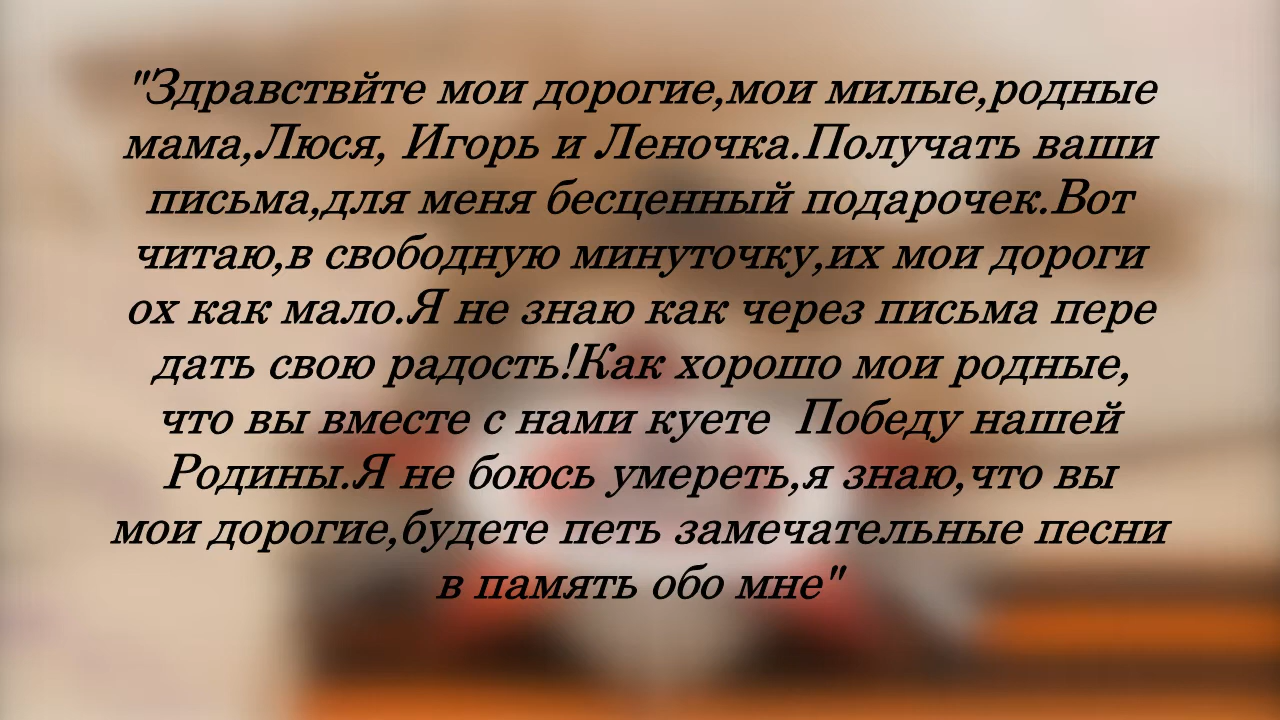 "Здравствйте мои дорогие,мои милые,родные
мама,Люся, Игорь и Леночка.Получать ваши
письма,для меня бесценный подарочек.Вот
читаю,в свободную минуточку,их мои дороги
ох как мало.Я не знаю как через письма пере
дать свою радость!Как хорошо мои родные,
что вы вместе с нами куете  Победу нашей
Родины.Я не боюсь умереть,я знаю,что вы
мои дорогие,будете петь замечательные песни
в память обо мне"